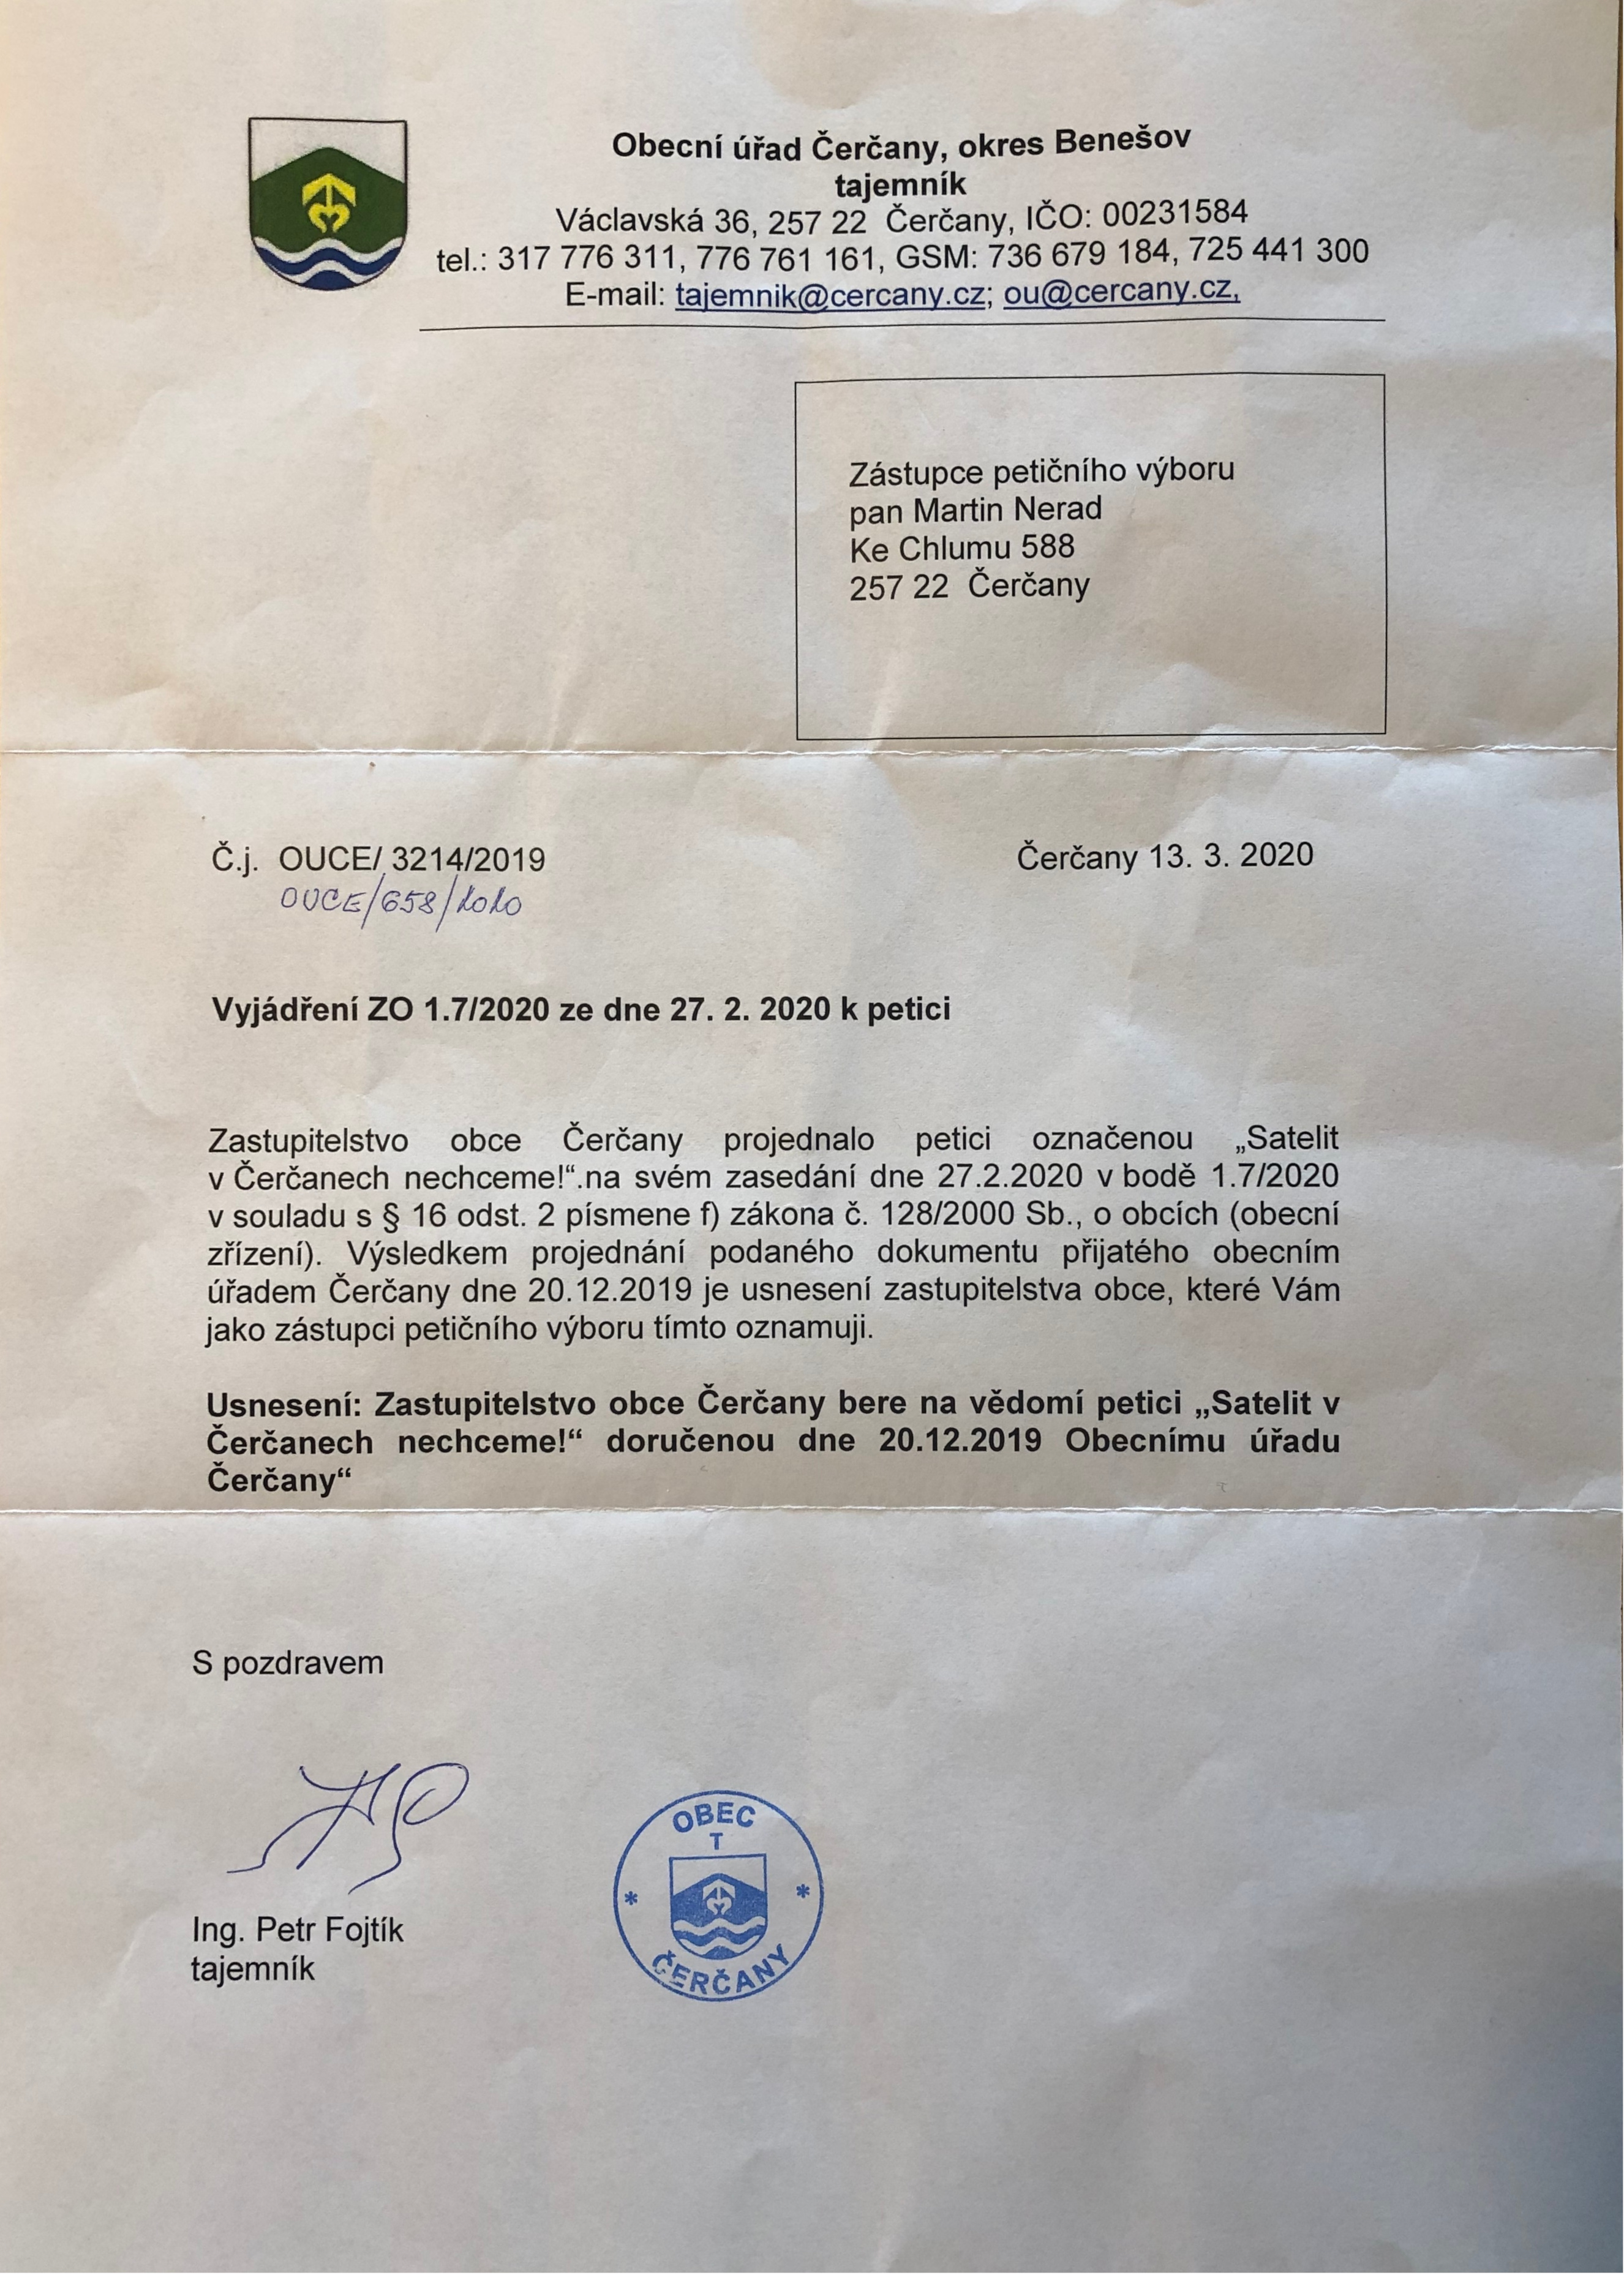 Obecní úřad Čerčany, okres Benešov
tajemník
Václavská 36, 257 22 Čerčany, IČO: 00231584
tel.: 317 776 311, 776 761 161, GSM: 736 679 184, 725 441 300
E-mail: tajemnik@cercany.cz; ou@cercany.cz,
Zástupce petičního výboru
pan Martin Nerad
Ke Chlumu 588
257 22 Čerčany
Č.j. OUCE/ 3214/2019
Čerčany 13. 3. 2020
OUCE/658/2020
Vyjádření ZO 1.7/2020 ze dne 27. 2. 2020 k petici
Zastupitelstvo obce Čerčany projednalo petici označenou „Satelit
v Čerčanech nechceme!“.na svém zasedání dne 27.2.2020 v bodě 1.7/2020
v souladu s § 16 odst. 2 písmene f) zákona č. 128/2000 Sb., o obcích (obecní
zřízení). Výsledkem projednání podaného dokumentu přijatého obecním
úřadem Čerčany dne 20.12.2019 je usnesení zastupitelstva obce, které Vám
jako zástupci petičního výboru tímto oznamuji.
Usnesení: Zastupitelstvo obce Čerčany bere na vědomí petici „Satelit v
Čerčanech nechceme!“ doručenou dne 20.12.2019 Obecnímu úřadu
Čerčany“
S pozdravem
Ing. Petr Fojtík
tajemník
OBEC
T
* *
ČERČANY